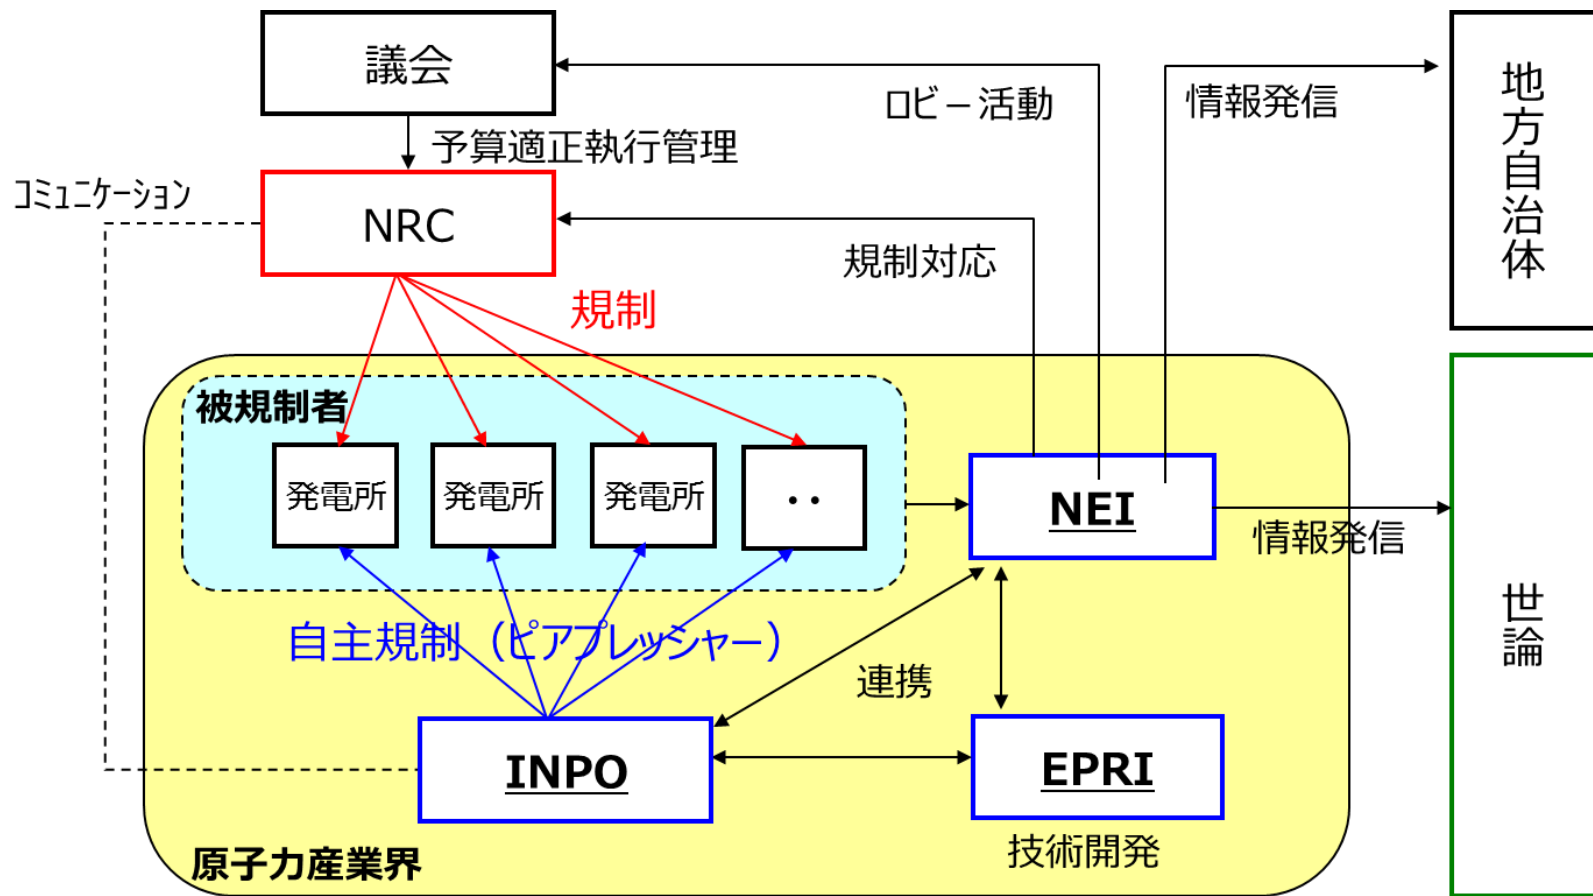 議会
ロビー活動
情報発信
地方自治体
予算適正執行管理
コミュニケーション
NRC
規制対応
規制
被規制者
発電所
発電所
発電所
・・
NEI
情報発信
世論
自主規制（ピアプレッシャー）
連携
INPO
EPRI
技術開発
原子力産業界